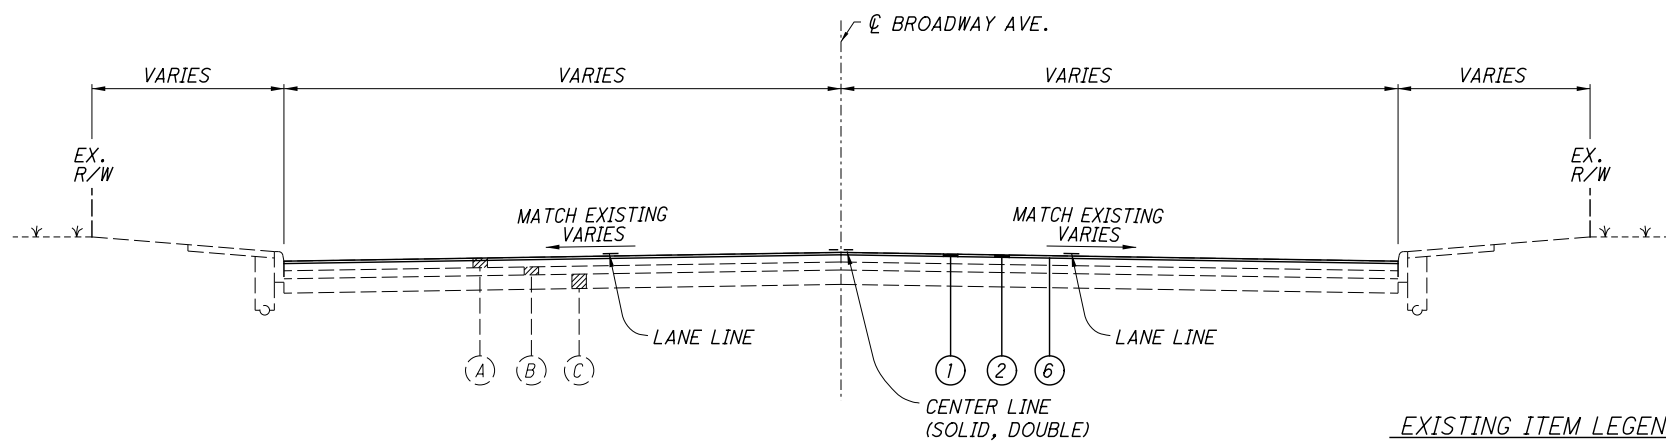 ℄ BROADWAY AVE.
VARIES VARIES VARIES VARIES
EX.
R/W
EX.
R/W
MATCH EXISTING
VARIES
MATCH EXISTING
VARIES
LANE LINE
LANE LINE
A B C 1 2 6
CENTER LINE
(SOLID, DOUBLE)
EXISTING ITEM LEGEN